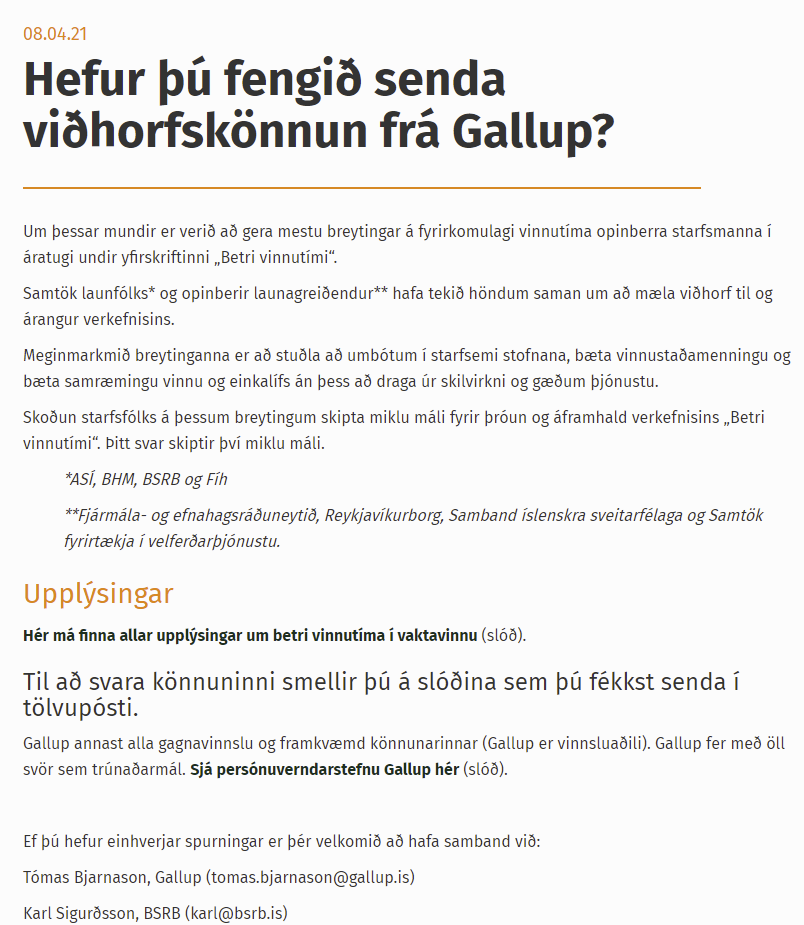 08.04.21
Hefur þú fengið senda
viðhorfskönnun frá Gallup?
Um þessar mundir er verið að gera mestu breytingar á fyrirkomulagi vinnutíma opinberra starfsmanna í
áratugi undir yfirskriftinni „Betri vinnutími“.
Samtök launfólks* og opinberir launagreiðendur** hafa tekið höndum saman um að mæla viðhorf til og
árangur verkefnisins.
Meginmarkmið breytinganna er að stuðla að umbótum í starfsemi stofnana, bæta vinnustaðamenningu og
bæta samræmingu vinnu og einkalífs án þess að draga úr skilvirkni og gæðum þjónustu.
Skoðun starfsfólks á þessum breytingum skipta miklu máli fyrir þróun og áframhald verkefnisins „Betri
vinnutími“. Þitt svar skiptir því miklu máli.
*ASÍ, BHM, BSRB og Fíh
**Fjármála- og efnahagsráðuneytið, Reykjavíkurborg, Samband íslenskra sveitarfélaga og Samtök
fyrirtækja í velferðarþjónustu.
Upplýsingar
Hér má finna allar upplýsingar um betri vinnutíma í vaktavinnu (slóð).
Til að svara könnuninni smellir þú á slóðina sem þú fékkst senda í
tölvupósti.
Gallup annast alla gagnavinnslu og framkvæmd könnunarinnar (Gallup er vinnsluaðili). Gallup fer með öll
svör sem trúnaðarmál. Sjá persónuverndarstefnu Gallup hér (slóð).
Ef þú hefur einhverjar spurningar er þér velkomið að hafa samband við:
Tómas Bjarnason, Gallup (tomas.bjarnason@gallup.is)
Karl Sigurðsson, BSRB (karl@bsrb.is)